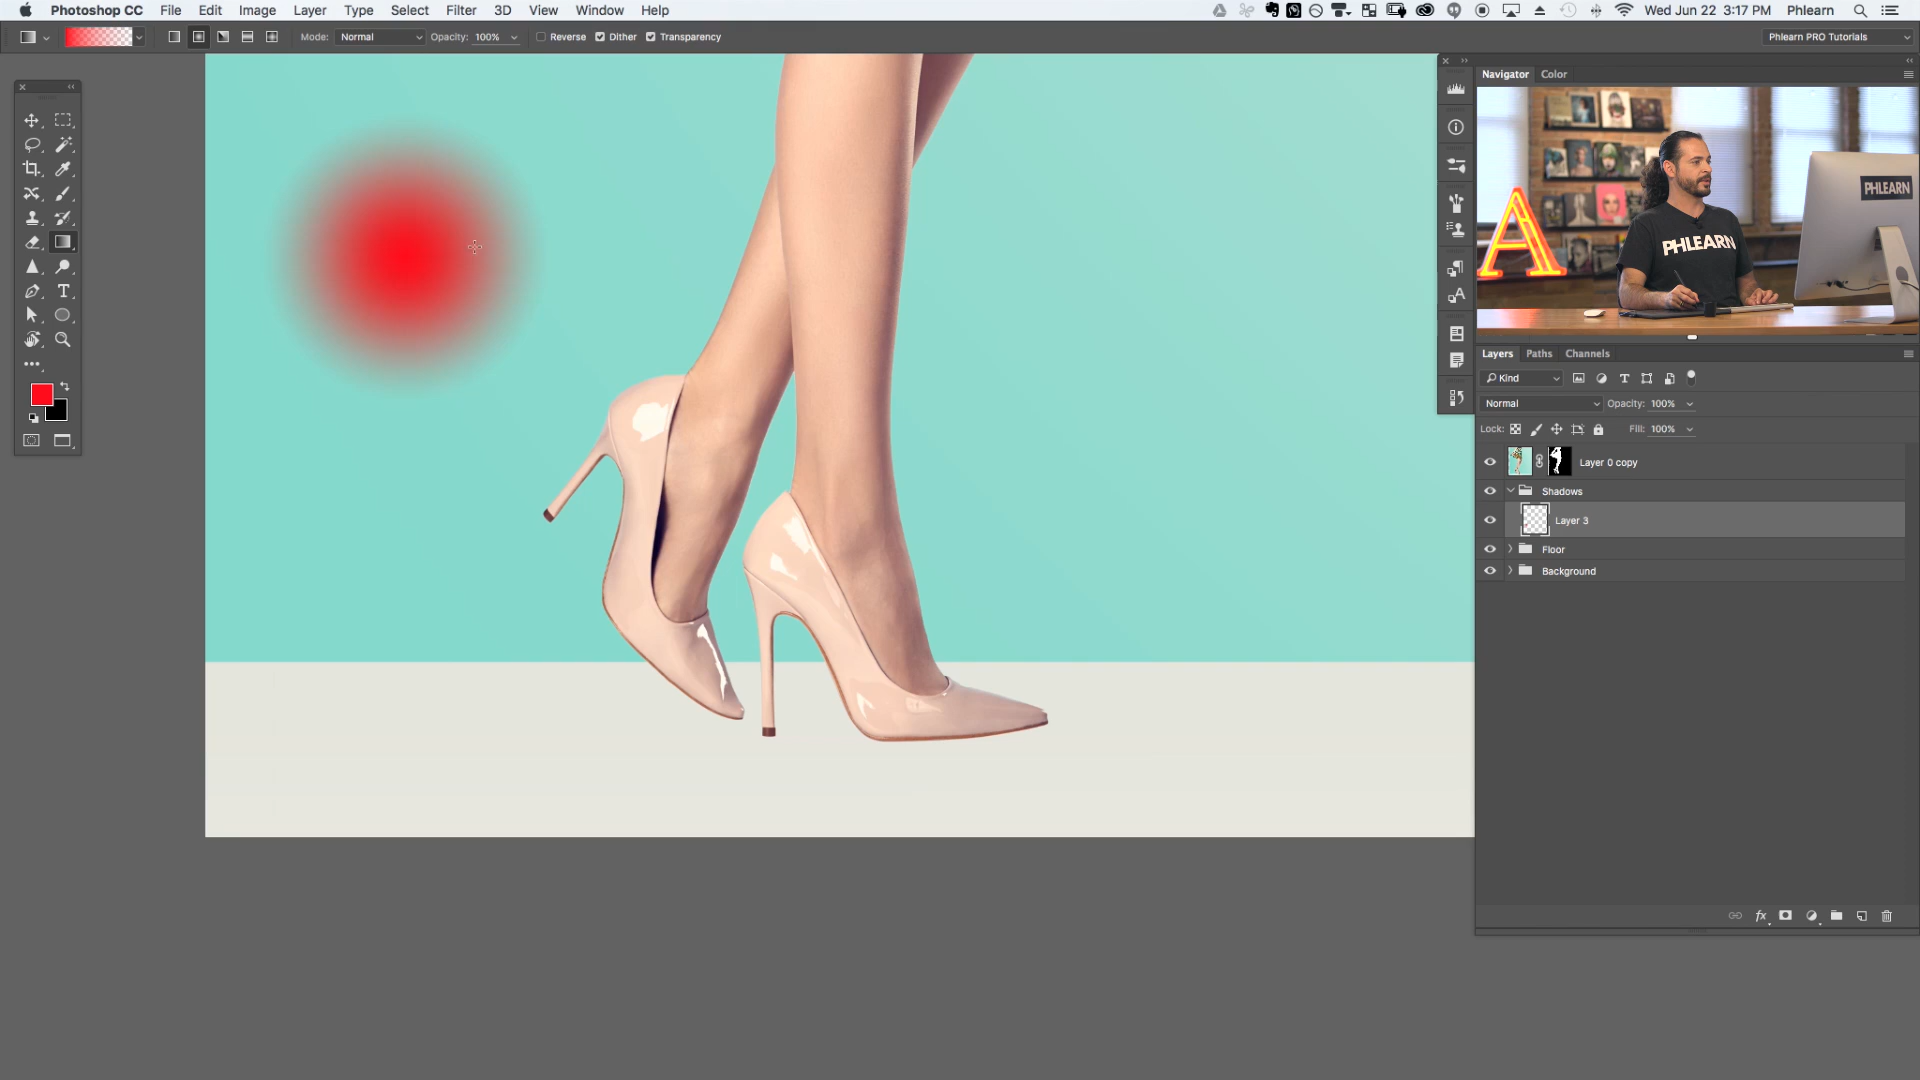 Photoshop CC File Edit Image Layer Type Select Filter 3D View Window Help Wed Jun 22 3:17 PM Phlearn
Mode: Normal Opacity: 100% Reverse Dither Transparency Phlearn PRO Tutorials
Navigator Color
PHLEARN
PHLEARN
A
Layers Paths Channels
Kind
Normal Opacity: 100%
Lock: Fill: 100%
Layer 0 copy
Shadows
Layer 3
Floor
Background
fx